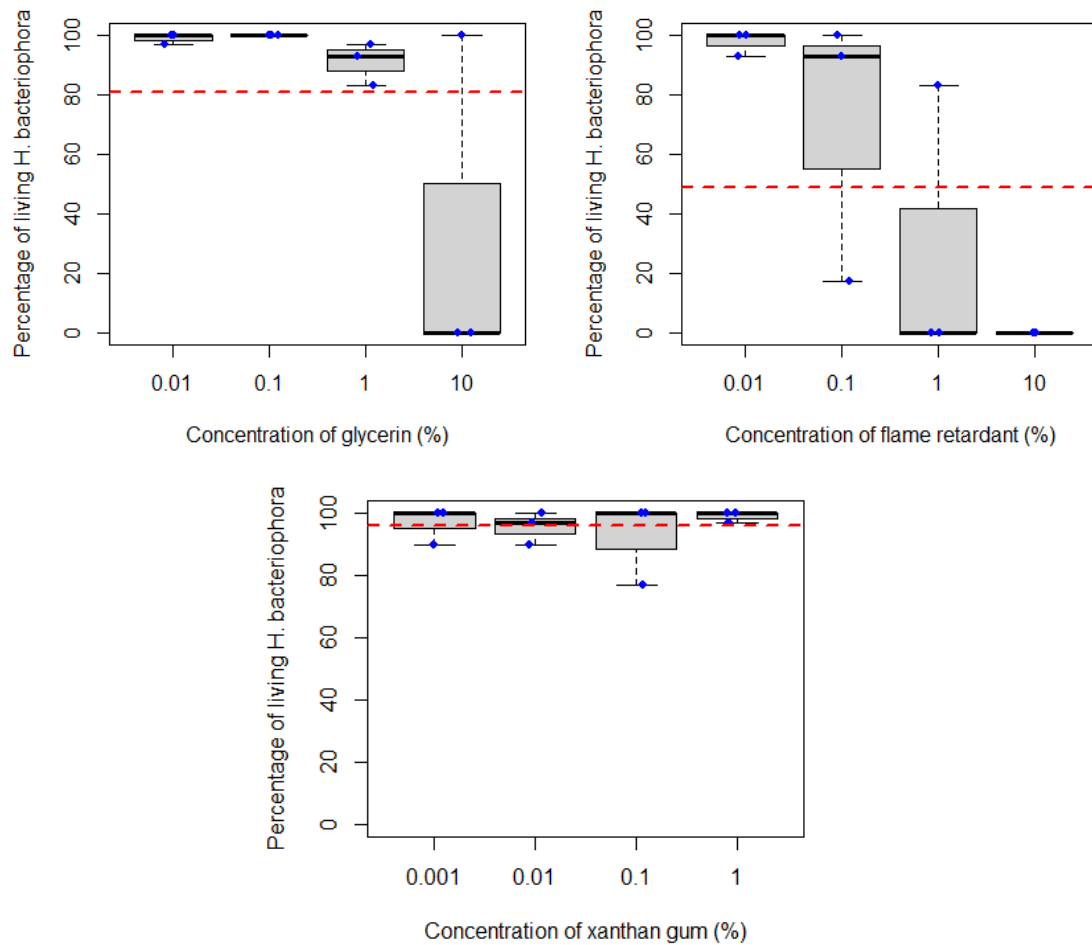 Percentage of living H. bacteriophora
0 20 40 60 80 100
0.01 0.1 1 10
Concentration of glycerin (%)
Percentage of living H. bacteriophora
0 20 40 60 80 100
0.01 0.1 1 10
Concentration of flame retardant (%)
Percentage of living H. bacteriophora
0 20 40 60 80 100
0.001 0.01 0.1 1
Concentration of xanthan gum (%)